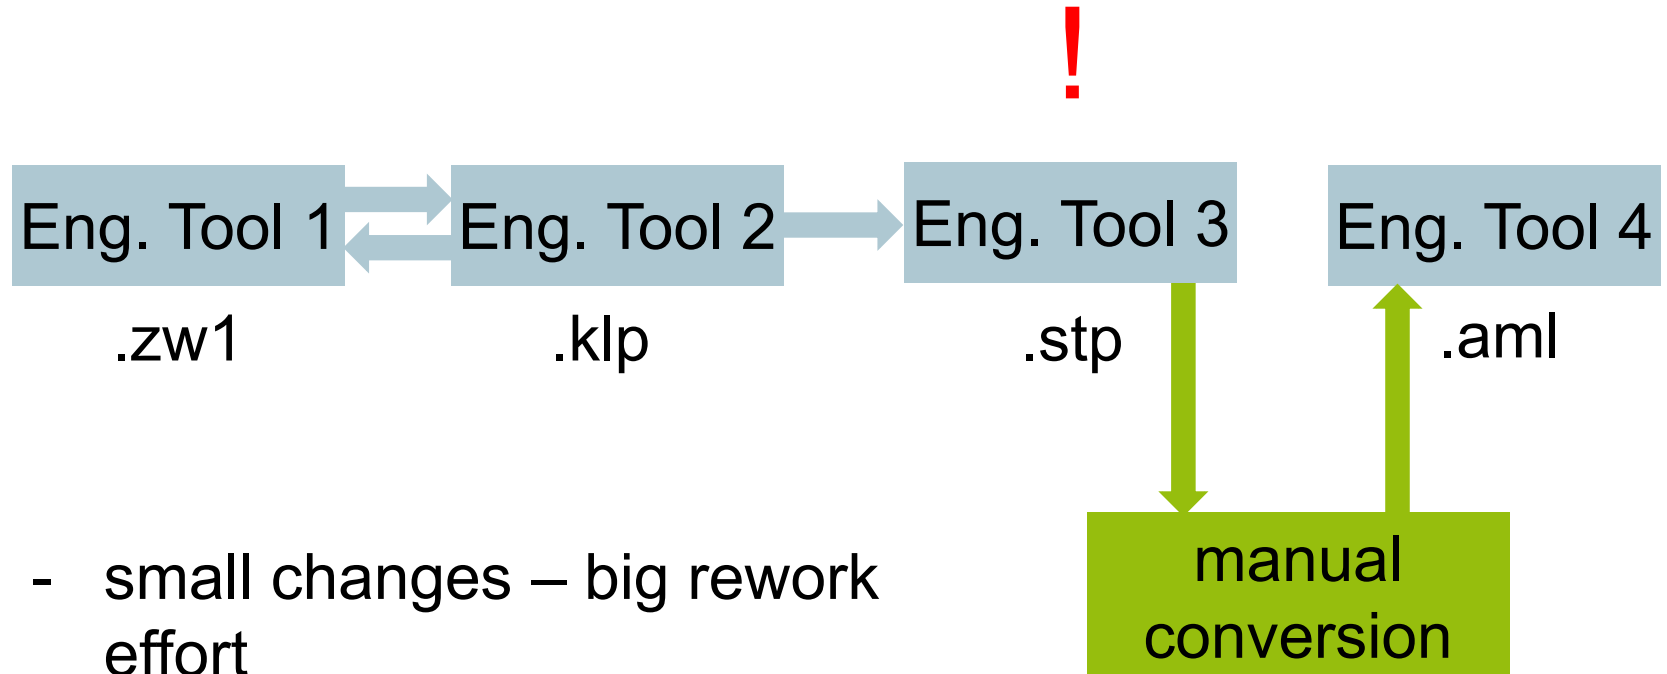 !
Eng. Tool 1
Eng. Tool 2
Eng. Tool 3
Eng. Tool 4
.zw1
.klp
.stp
.aml
- small changes – big rework
effort
manual
conversion